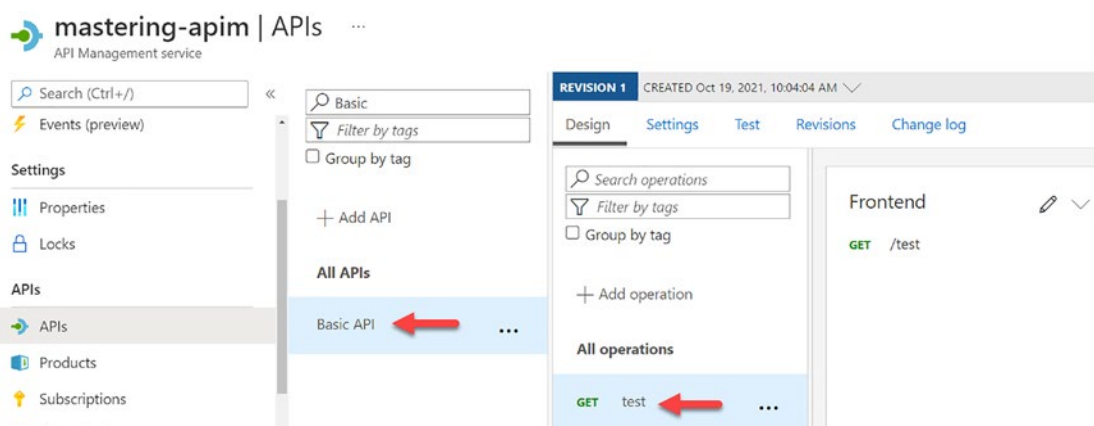 mastering-apim | APIs ...
API Management service
Search (Ctrl+/)
«
Events (preview)
Settings
Properties
Locks
APIs
APIs
Products
Subscriptions
Basic
Filter by tags
Group by tag
+ Add API
All APIs
Basic API ...
REVISION 1 CREATED Oct 19, 2021, 10:04:04 AM
Design Settings Test Revisions Change log
Search operations
Filter by tags
Group by tag
+ Add operation
All operations
GET test ...
Frontend
GET /test